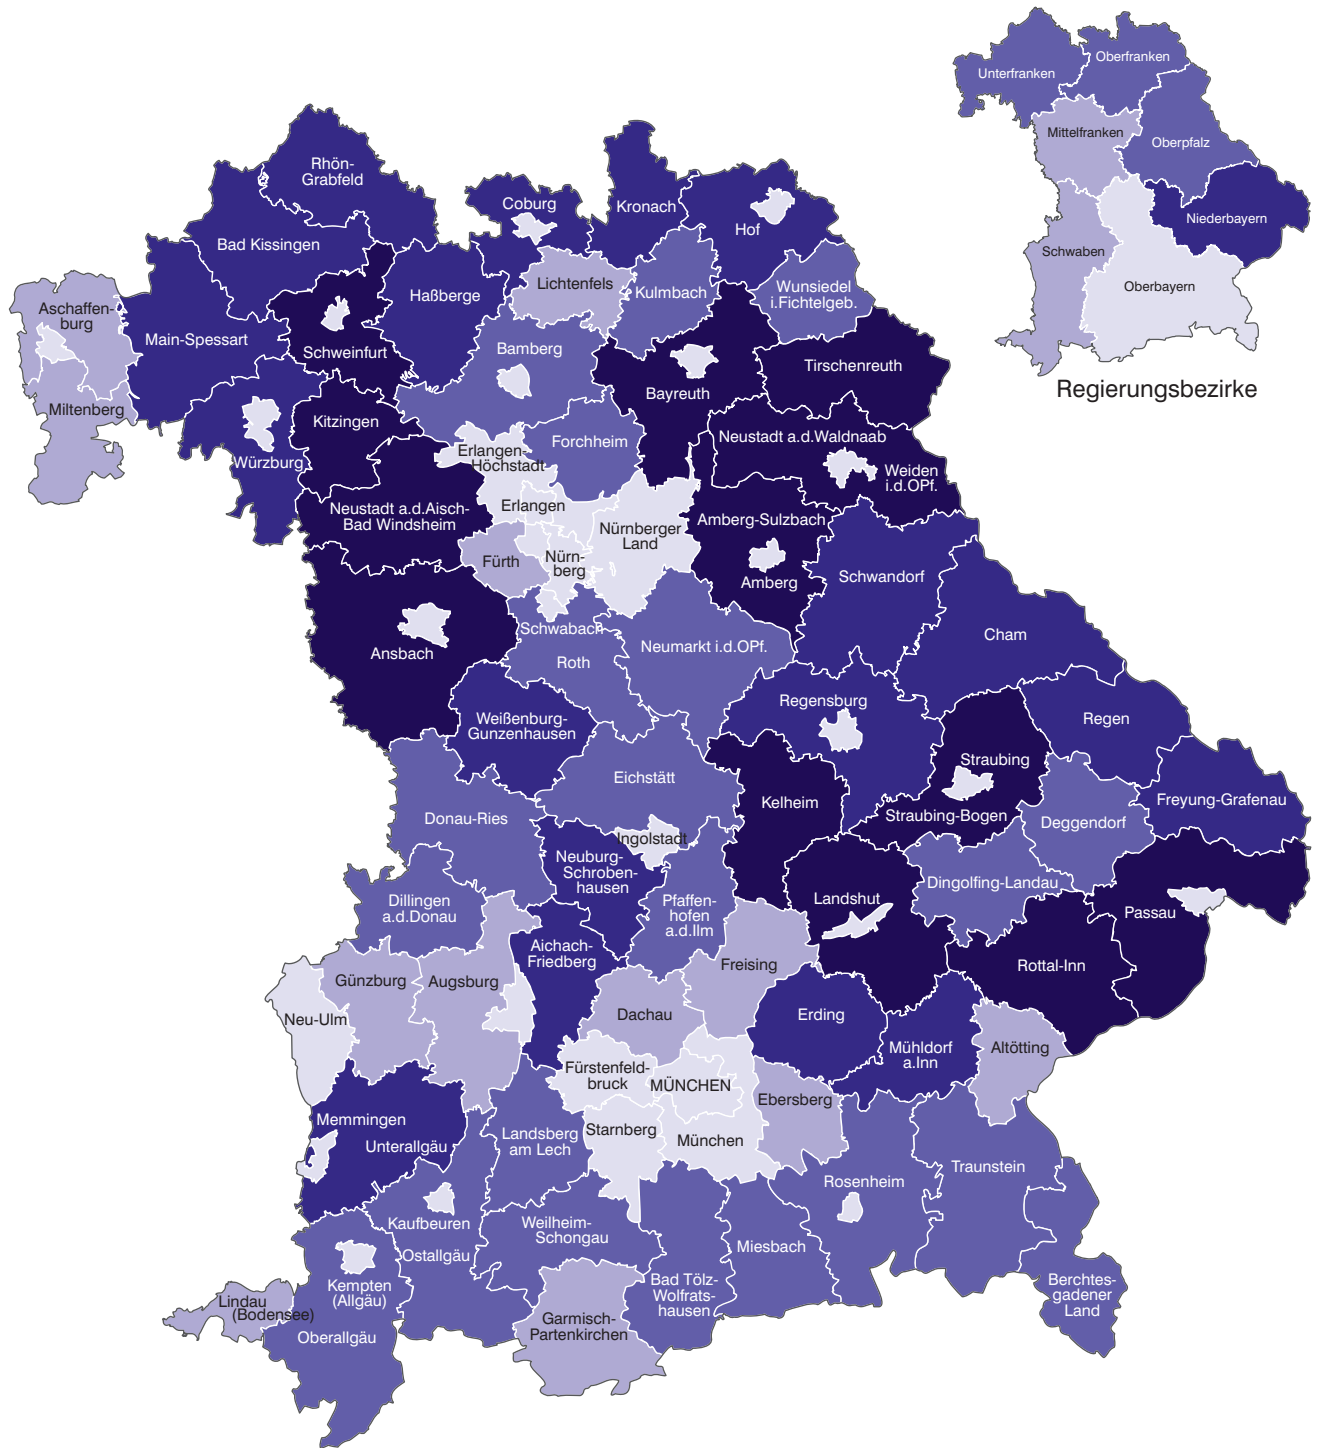 Oberfranken
Unterfranken
Mittelfranken
Oberpfalz
Niederbayern
Schwaben
Oberbayern
Regierungsbezirke
Rhön-
Grabfeld
Coburg
Kronach
Hof
Bad Kissingen
Lichtenfels
Haßberge
Kulmbach
Wunsiedel
i.Fichtelgeb.
Aschaffen-
burg
Main-Spessart
Schweinfurt
Bamberg
Tirschenreuth
Bayreuth
Miltenberg
Kitzingen
Forchheim
Neustadt a.d.Waldnaab
Würzburg
Erlangen-
Höchstadt
Weiden
i.d.OPf.
Neustadt a.d.Aisch-
Bad Windsheim
Erlangen
Nürnberger
Land
Amberg-Sulzbach
Fürth
Nürn-
berg
Amberg
Schwandorf
Schwabach
Cham
Ansbach
Roth
Neumarkt i.d.OPf.
Regensburg
Weißenburg-
Gunzenhausen
Regen
Straubing
Eichstätt
Kelheim
Freyung-Grafenau
Donau-Ries
Straubing-Bogen
Deggendorf
Ingolstadt
Neuburg-
Schroben-
hausen
Dingolfing-Landau
Dillingen
a.d.Donau
Pfaffen-
hofen
a.d.Ilm
Landshut
Passau
Aichach-
Friedberg
Freising
Rottal-Inn
Günzburg
Augsburg
Neu-Ulm
Dachau
Erding
Mühldorf
a.Inn
Altötting
Fürstenfeld-
bruck
MÜNCHEN
Ebersberg
Memmingen
Unterallgäu
Landsberg
am Lech
Starnberg
München
Traunstein
Rosenheim
Kaufbeuren
Weilheim-
Schongau
Miesbach
Ostallgäu
Kempten
(Allgäu)
Bad Tölz-
Wolfrats-
hausen
Berchtes-
gadener
Land
Lindau
(Bodensee)
Garmisch-
Partenkirchen
Oberallgäu